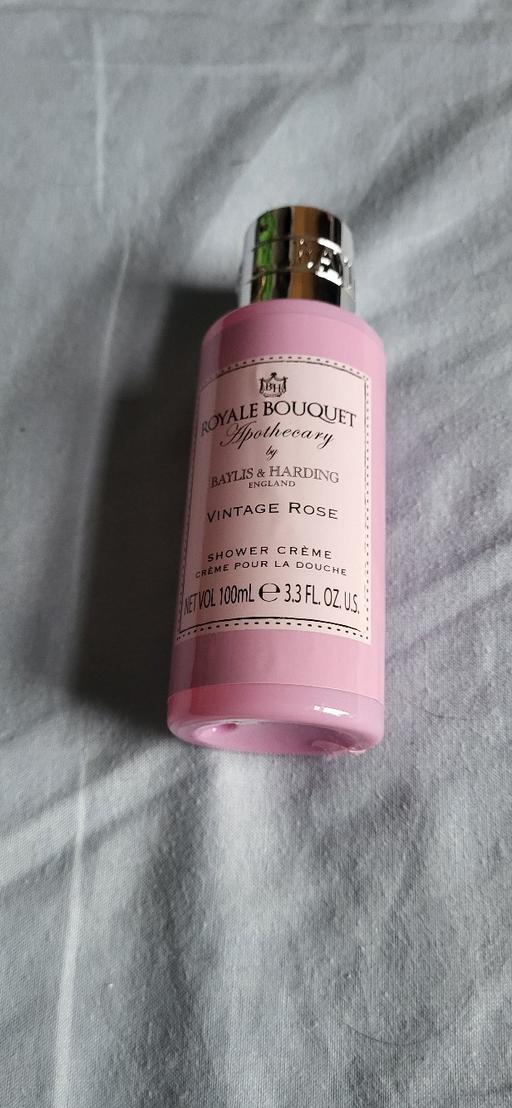 BAY
BH
ROYALE BOUQUET
Apothecary
by
BAYLIS & HARDING
ENGLAND
VINTAGE ROSE
SHOWER CRÈME
CRÈME POUR LA DOUCHE
NET VOL 100mL ℮ 3.3 FL. OZ. U.S.